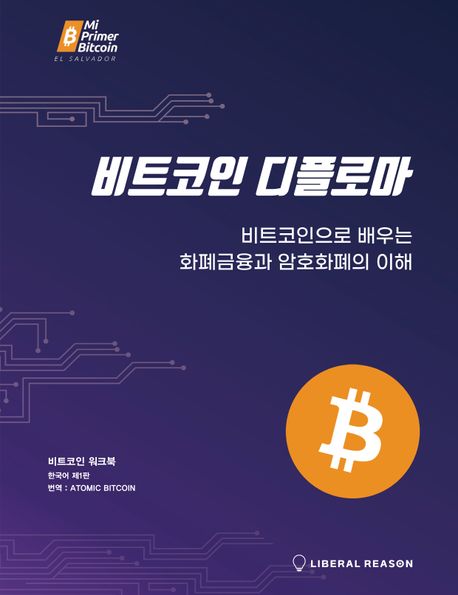 Mi
Primer
Bitcoin
EL SALVADOR
비트코인 디플로마
비트코인으로 배우는
화폐금융과 암호화폐의 이해
비트코인 워크북
한국어 제1판
번역 : ATOMIC BITCOIN
LIBERAL REASON